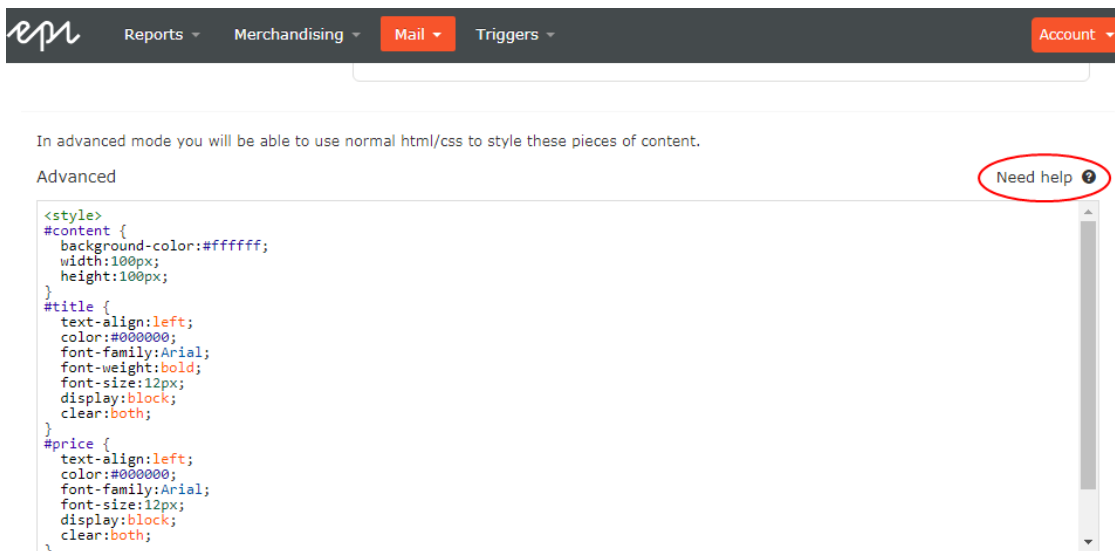 epi Reports Merchandising Mail Triggers Account
In advanced mode you will be able to use normal html/css to style these pieces of content.
Advanced Need help
<style>
#content {
background-color:#ffffff;
width:100px;
height:100px;
}
#title {
text-align:left;
color:#000000;
font-family:Arial;
font-weight:bold;
font-size:12px;
display:block;
clear:both;
}
#price {
text-align:left;
color:#000000;
font-family:Arial;
font-size:12px;
display:block;
clear:both;
}